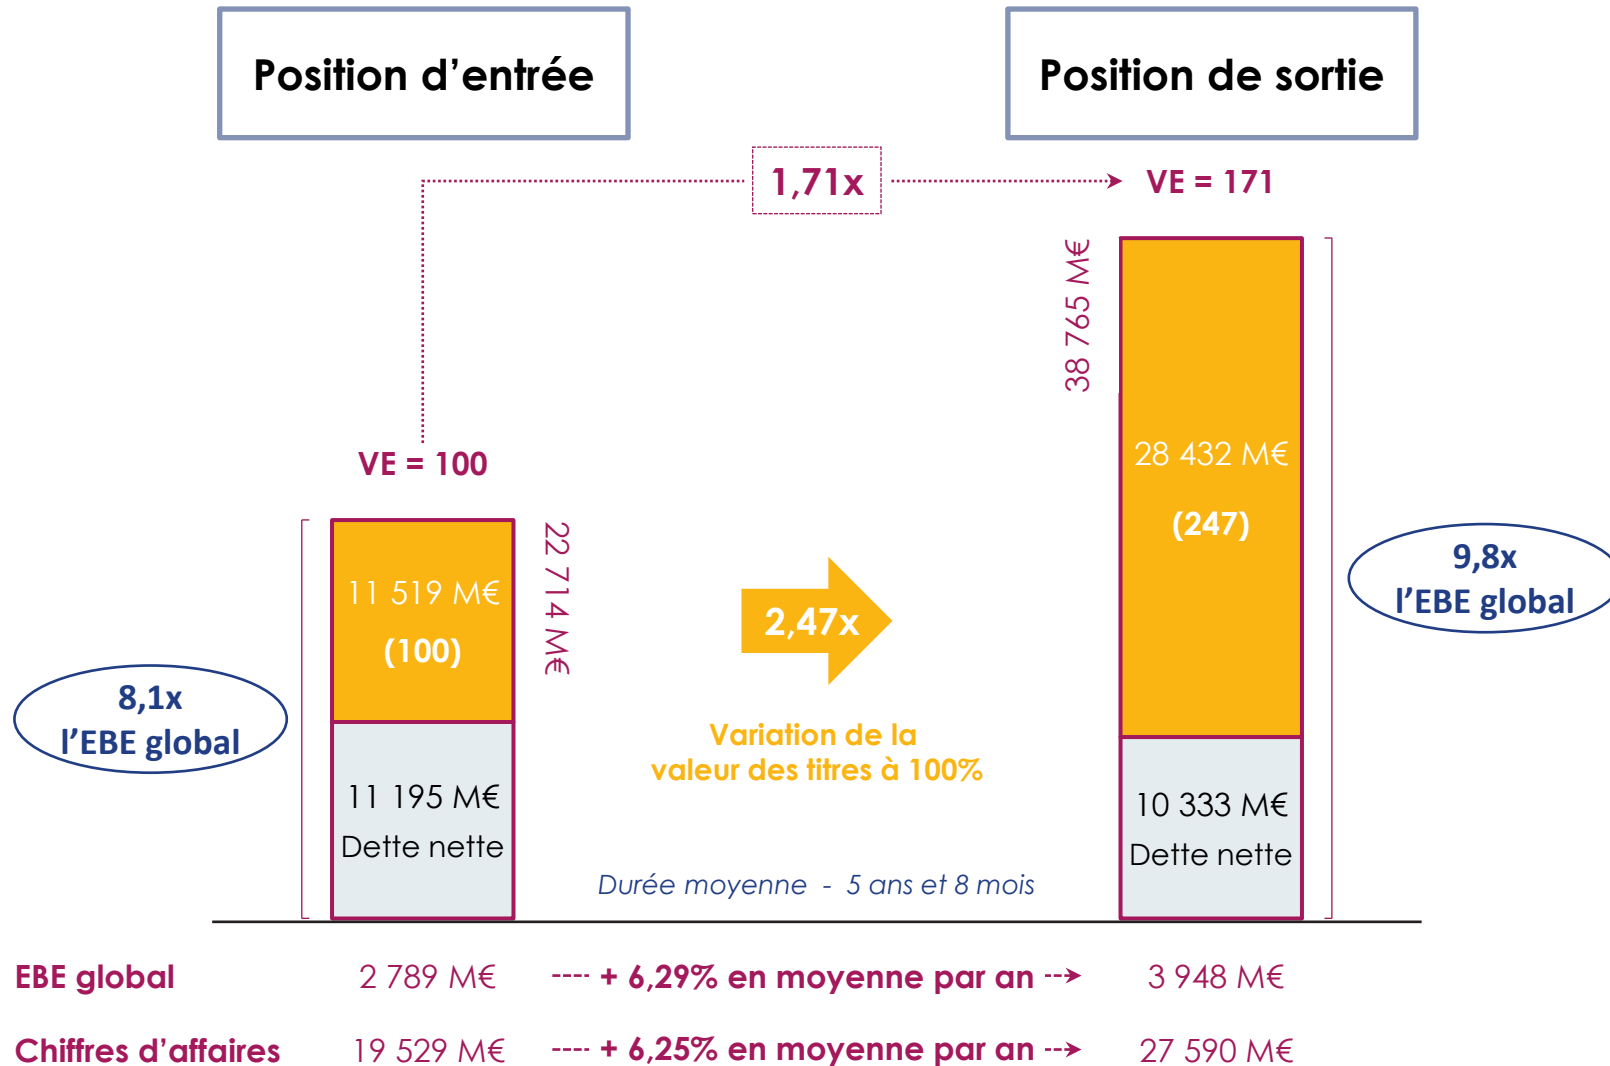 Position d’entrée
Position de sortie
1,71x
VE = 171
38 765 M€
VE = 100
28 432 M€
(247)
22 714 M€
11 519 M€
(100)
2,47x
9,8x
l’EBE global
8,1x
l’EBE global
Variation de la
valeur des titres à 100%
11 195 M€
Dette nette
10 333 M€
Dette nette
Durée moyenne - 5 ans et 8 mois
EBE global 2 789 M€ ---- + 6,29% en moyenne par an --> 3 948 M€
Chiffres d’affaires 19 529 M€ ---- + 6,25% en moyenne par an --> 27 590 M€